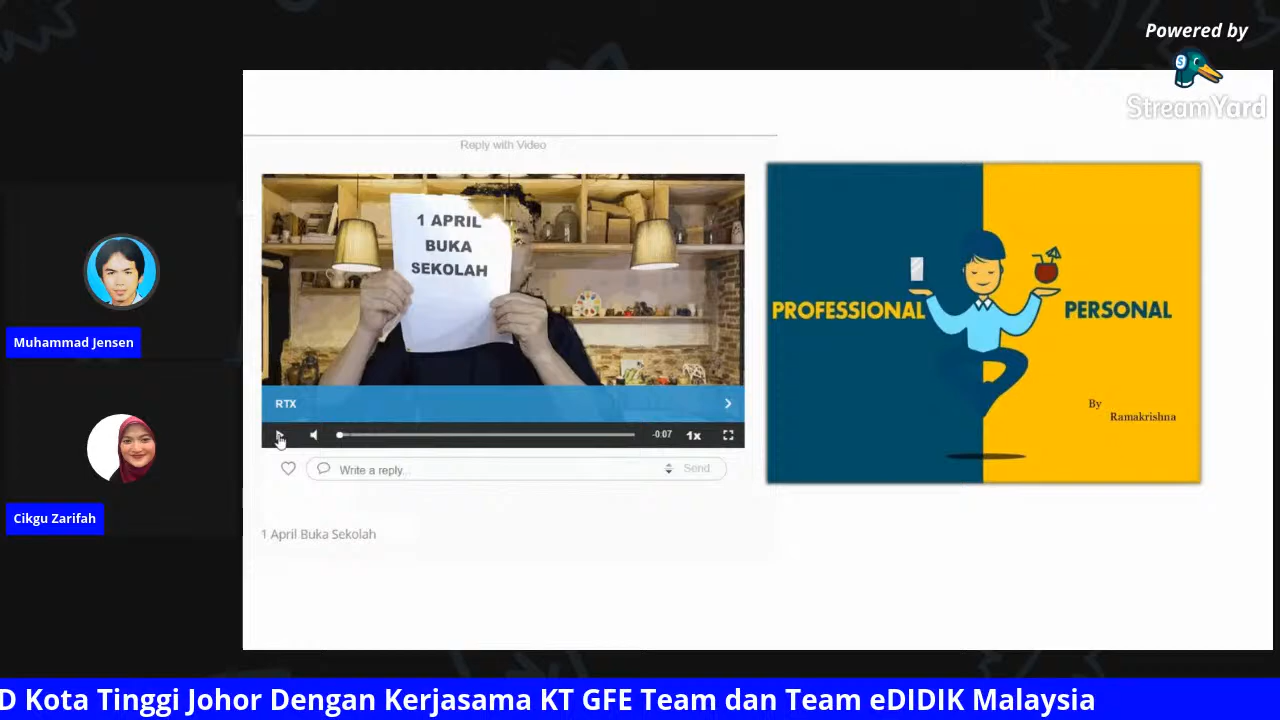 Powered by
StreamYard
Reply with Video
1 APRIL
BUKA
SEKOLAH
PROFESSIONAL
PERSONAL
By
Ramakrishna
RTX
-0:07
1x
Write a reply...
Send
1 April Buka Sekolah
Muhammad Jensen
Cikgu Zarifah
D Kota Tinggi Johor Dengan Kerjasama KT GFE Team dan Team eDIDIK Malaysia